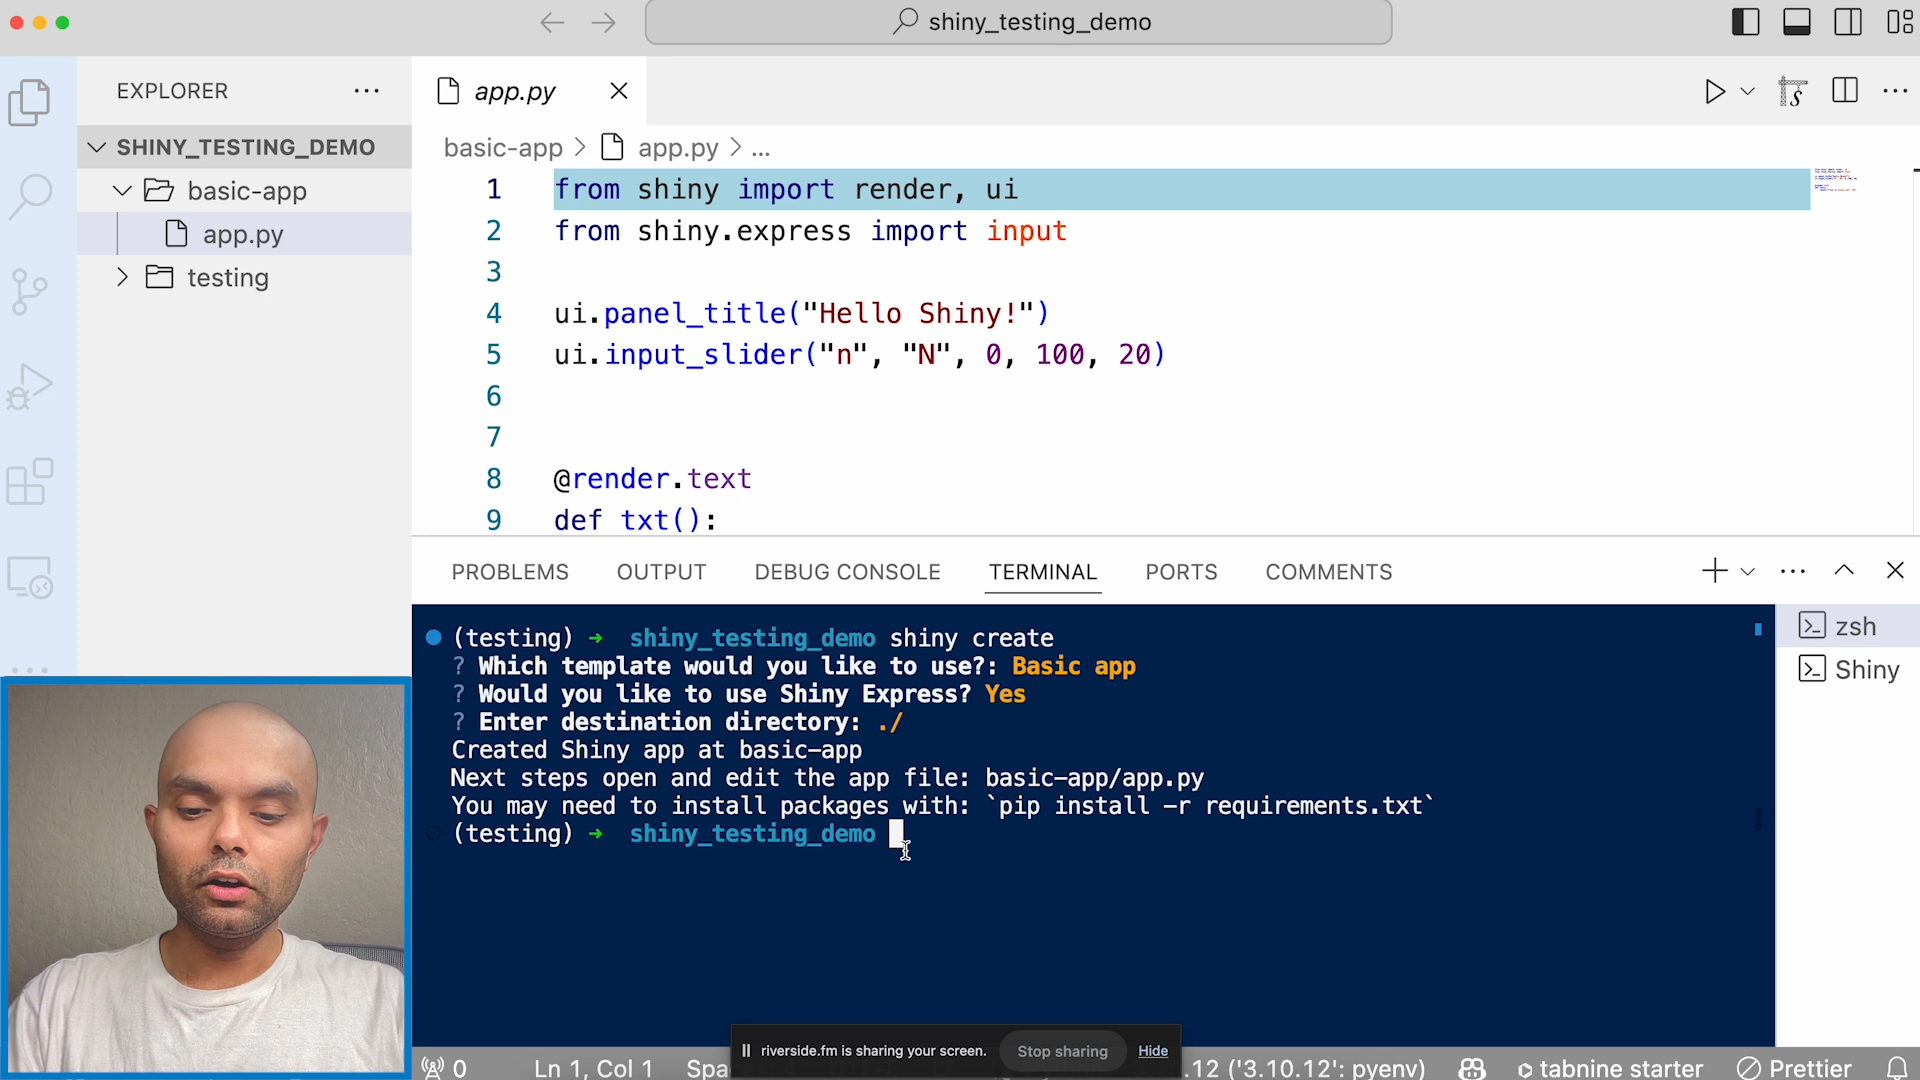 shiny_testing_demo
EXPLORER
SHINY_TESTING_DEMO
basic-app
app.py
testing
app.py
basic-app > app.py > ...
1 from shiny import render, ui
2 from shiny.express import input
3
4 ui.panel_title("Hello Shiny!")
5 ui.input_slider("n", "N", 0, 100, 20)
6
7
8 @render.text
9 def txt():
PROBLEMS OUTPUT DEBUG CONSOLE TERMINAL PORTS COMMENTS
(testing) → shiny_testing_demo shiny create
? Which template would you like to use?: Basic app
? Would you like to use Shiny Express? Yes
? Enter destination directory: ./
Created Shiny app at basic-app
Next steps open and edit the app file: basic-app/app.py
You may need to install packages with: `pip install -r requirements.txt`
(testing) → shiny_testing_demo
zsh
Shiny
riverside.fm is sharing your screen. Stop sharing Hide
0 Ln 1, Col 1 Spa .12 ('3.10.12': pyenv) tabnine starter Prettier